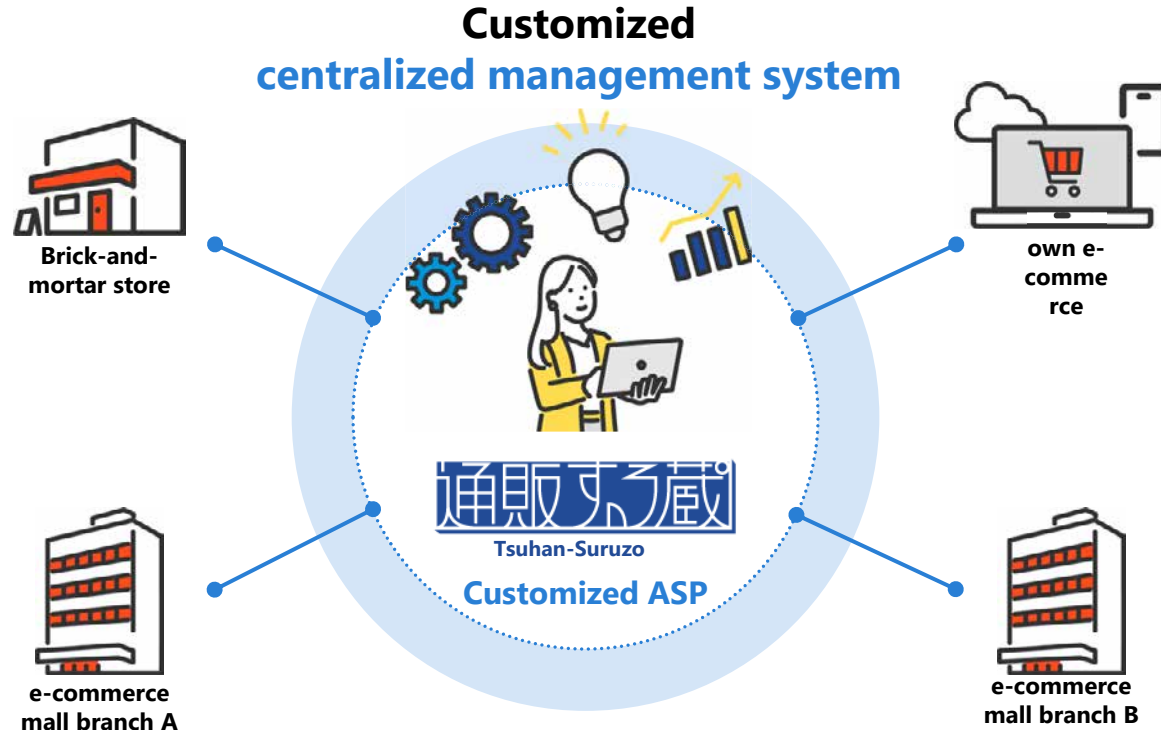 Customized
centralized management system
Brick-and-
mortar store
own e-
comme
rce
通販する蔵
Tsuhan-Suruzo
Customized ASP
e-commerce
mall branch A
e-commerce
mall branch B